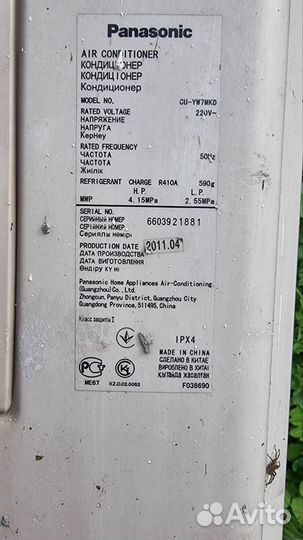 Panasonic
AIR CONDITIONER
КОНДИЦИОНЕР
КОНДИЦІОНЕР
Кондиционер
MODEL NO. CU-YW7MKD
RATED VOLTAGE 220V~
НАПРЯЖЕНИЕ
НАПРУГА
Кернеу
RATED FREQUENCY
ЧАСТОТА 50Hz
ЧАСТОТА
Жиілік
REFRIGERANT CHARGE R410A 590g
H.P. L.P.
MWP 4.15MPa 2.55MPa
SERIAL NO.
СЕРИЙНЫЙ НОМЕР 6603921881
СЕРІЙНИЙ НОМЕР.
Сериялы номірі
PRODUCTION DATE 2011.04
ДАТА ПРОИЗВОДСТВА
ДАТА ВИГОТОВЛЕННЯ
Өндіру күні
Panasonic Home Appliances Air-Conditioning
(Guangzhou) Co., Ltd.
Zhongcun, Panyu District, Guangzhou City
Guangdong Province, 511495, China
Класс защиты I
IPX4
MADE IN CHINA
СДЕЛАНО В КИТАЕ
ВИРОБЛЕНО В КИТАЇ
Қытайда жасалған
ME67 KZ.O.02.0062 F038690
Avito